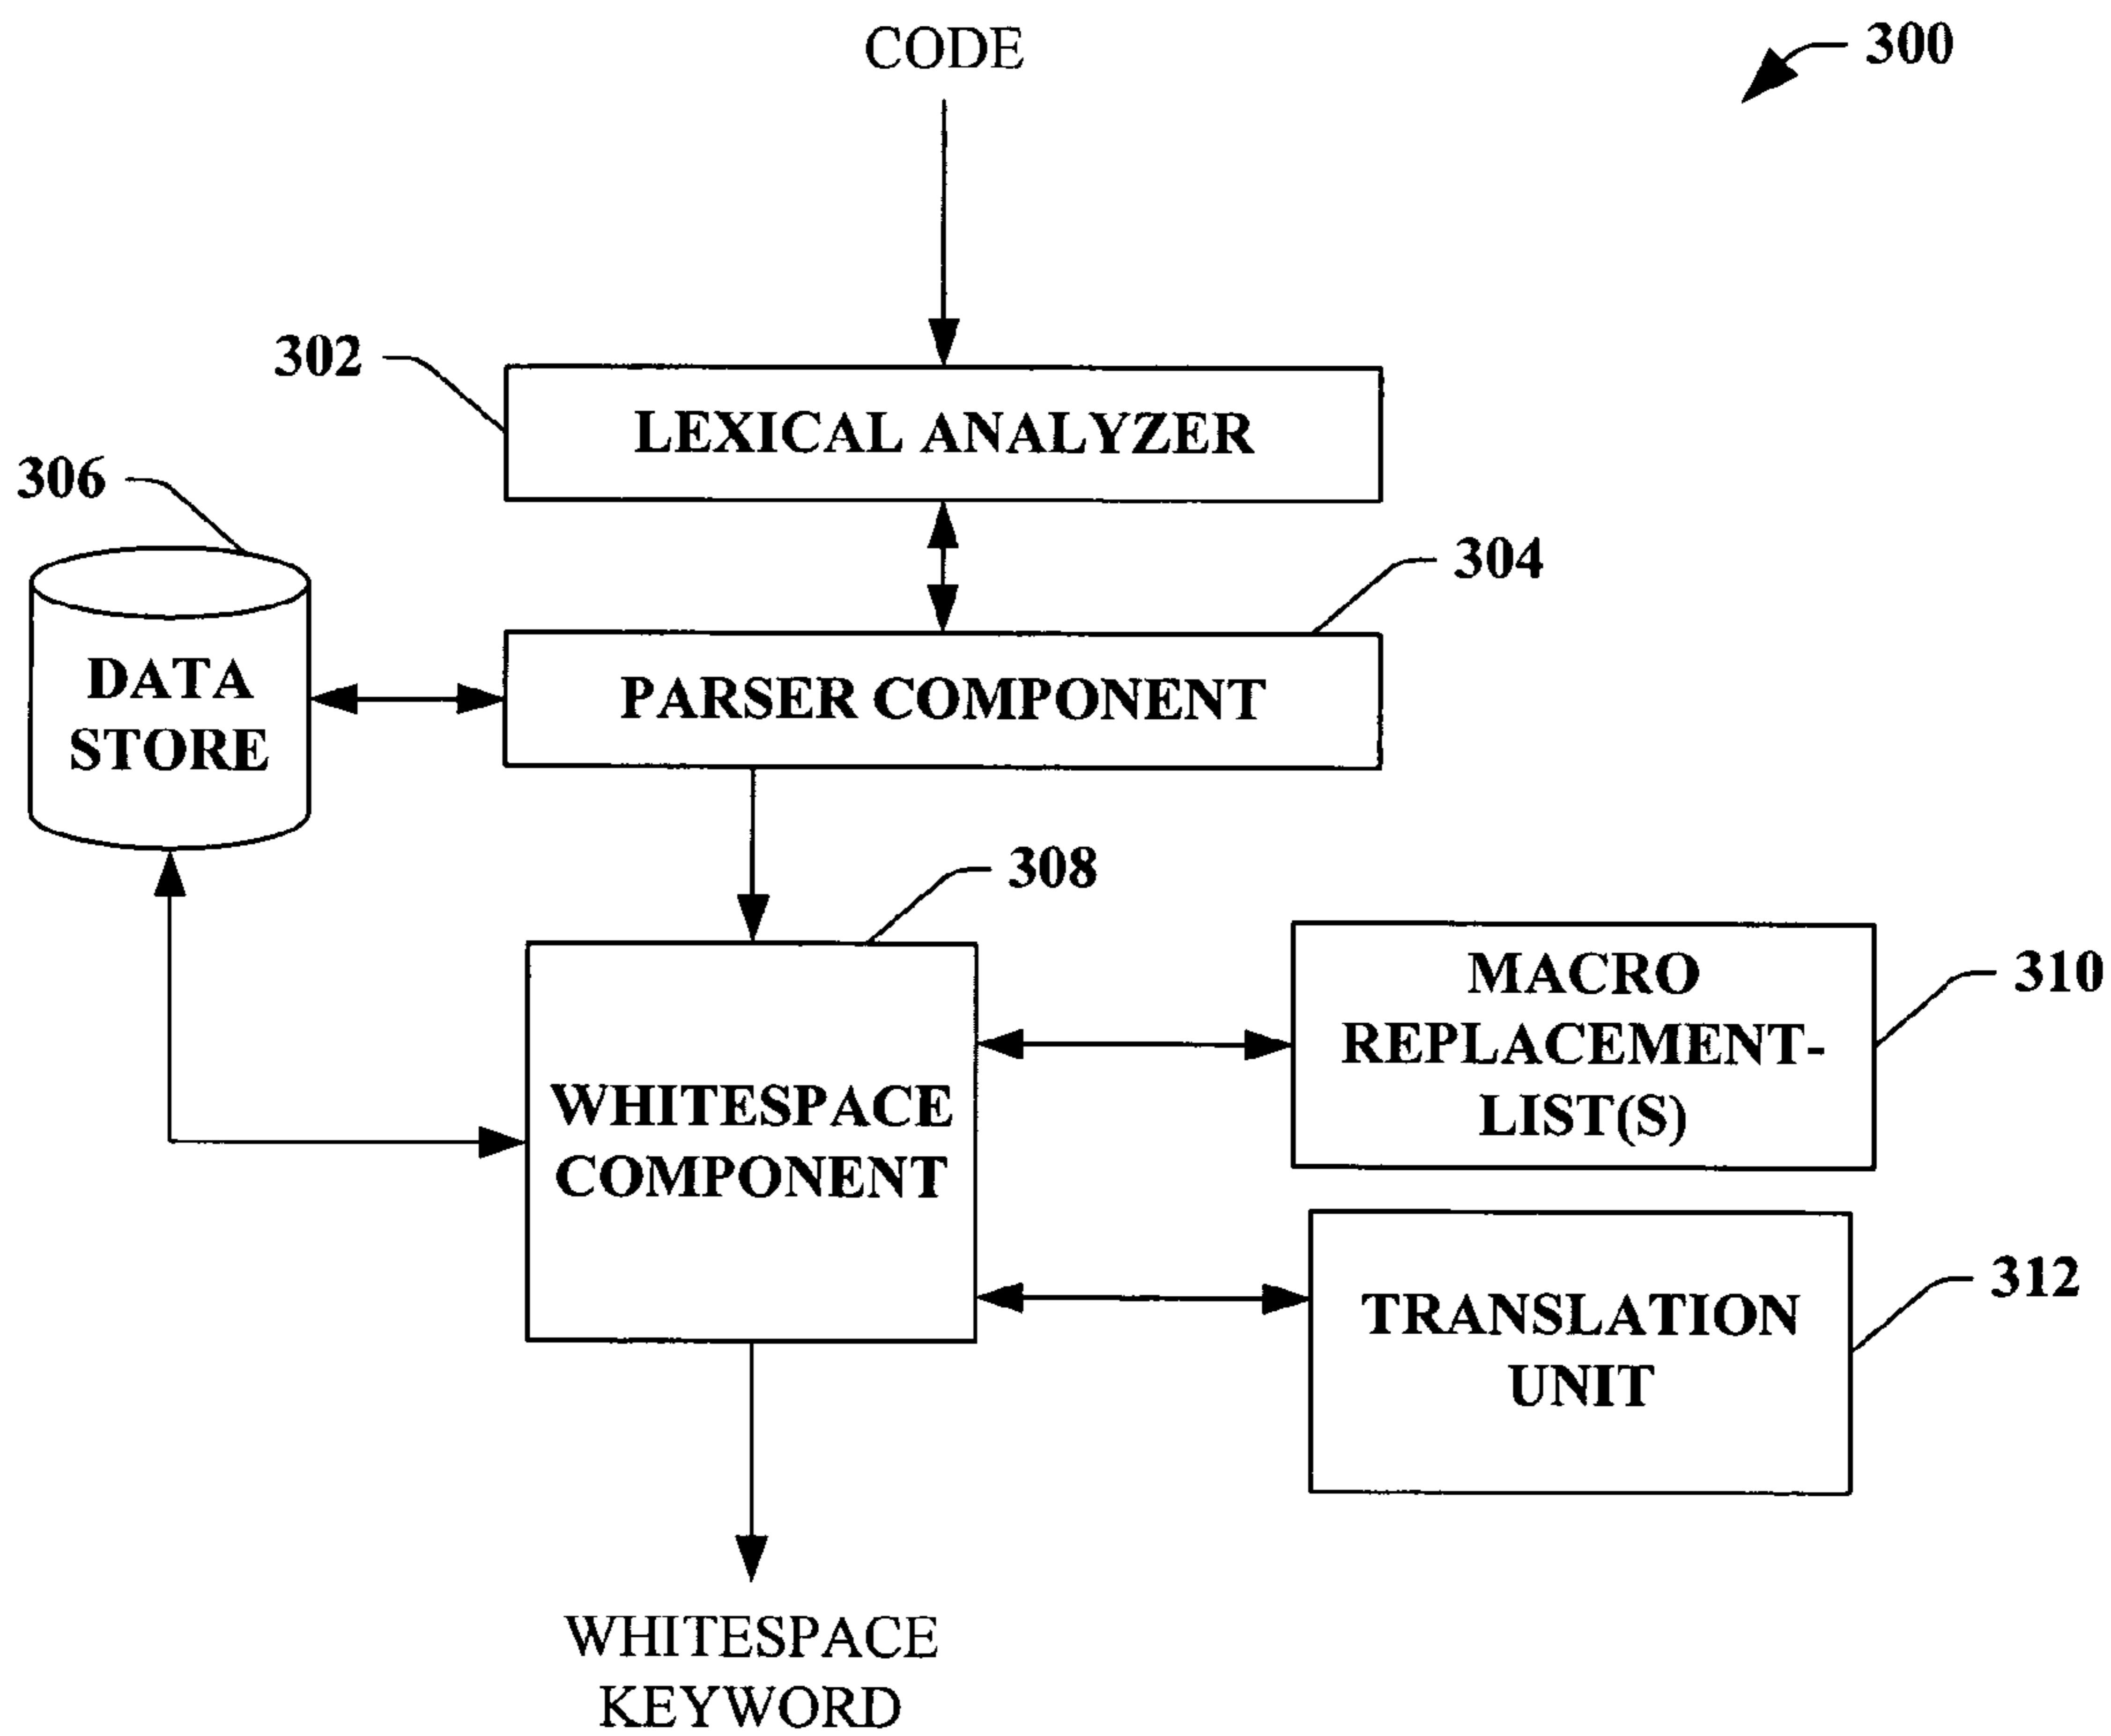 CODE
300
302
LEXICAL ANALYZER
306
304
DATA
STORE
PARSER COMPONENT
308
MACRO
REPLACEMENT-
LIST(S)
310
WHITESPACE
COMPONENT
TRANSLATION
UNIT
312
WHITESPACE
KEYWORD